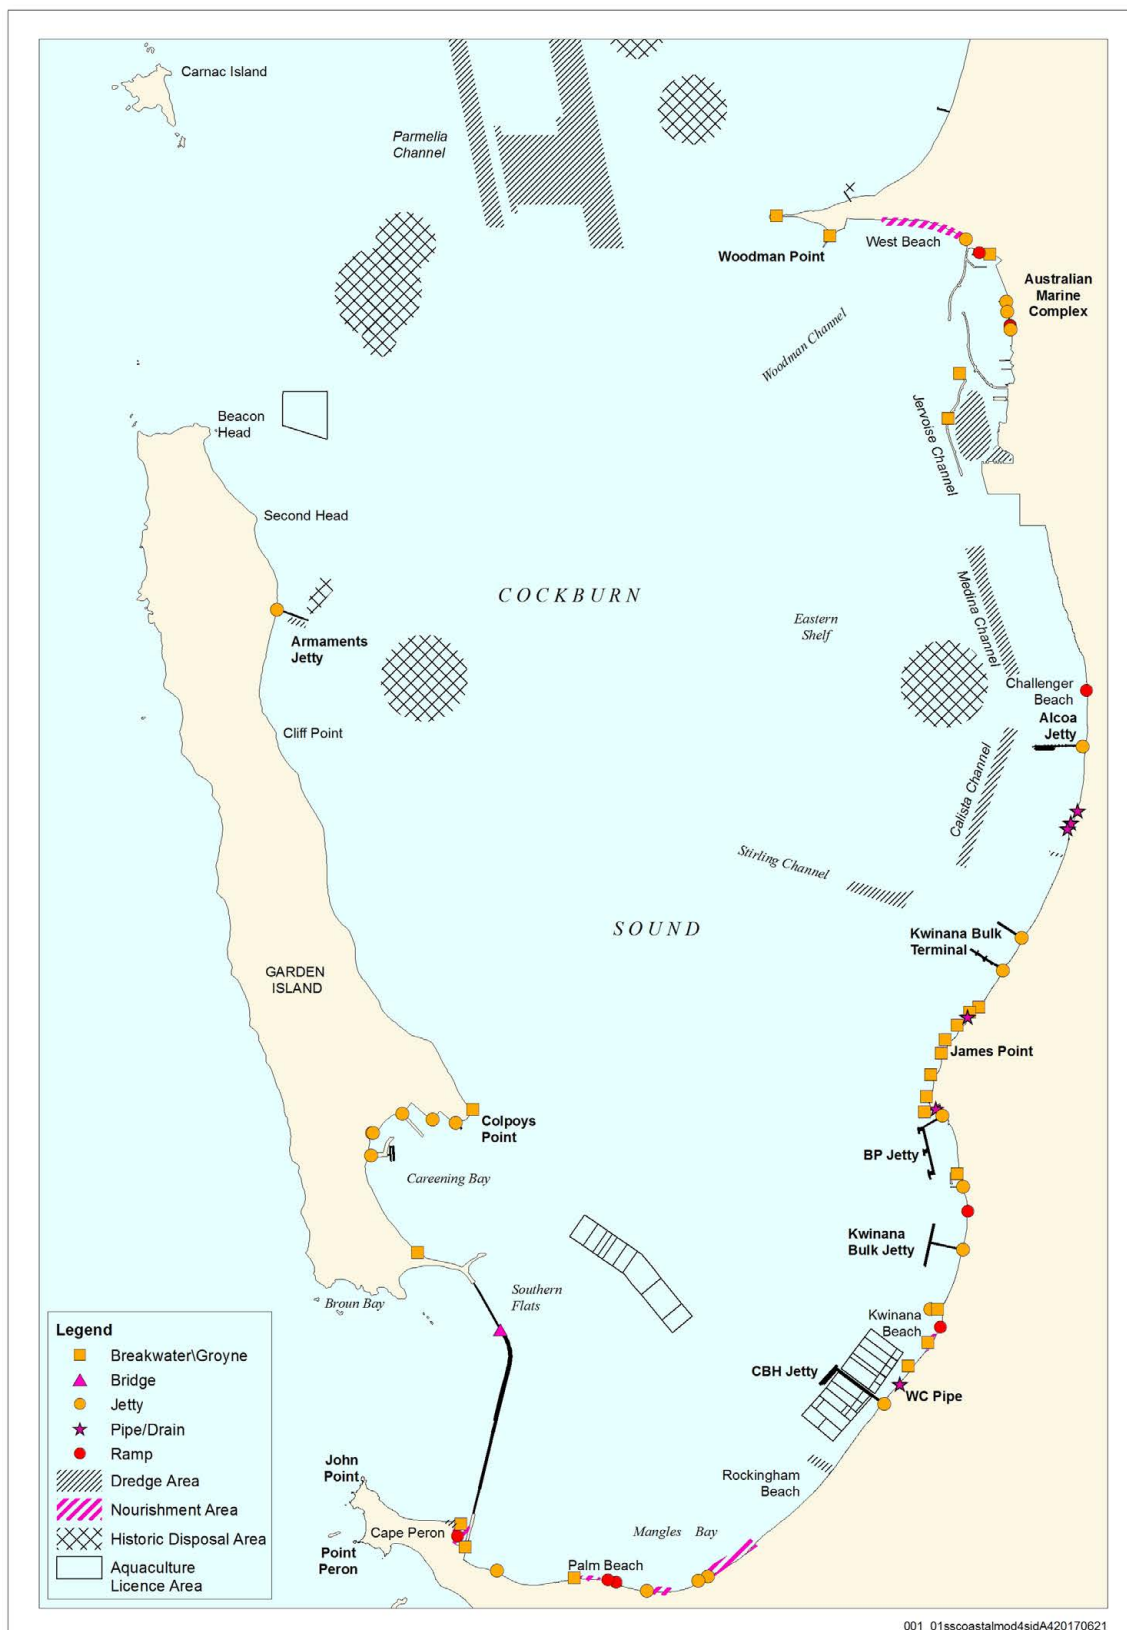 Carnac Island
Parmelia
Channel
Woodman Point
West Beach
Australian
Marine
Complex
Woodman Channel
Jervoise Channel
Beacon
Head
Second Head
Armaments
Jetty
COCKBURN
Eastern
Shelf
Medina Channel
Challenger
Beach
Alcoa
Jetty
Cliff Point
Calista Channel
Stirling Channel
SOUND
Kwinana Bulk
Terminal
GARDEN
ISLAND
James Point
Colpoys
Point
BP Jetty
Careening Bay
Kwinana
Bulk Jetty
Southern
Flats
Broun Bay
Kwinana
Beach
CBH Jetty
WC Pipe
Legend
Breakwater\Groyne
Bridge
Jetty
Pipe/Drain
Ramp
Dredge Area
Nourishment Area
Historic Disposal Area
Aquaculture
Licence Area
John
Point
Rockingham
Beach
Cape Peron
Mangles Bay
Point
Peron
Palm Beach
001_01sscoastalmod4sidA420170621